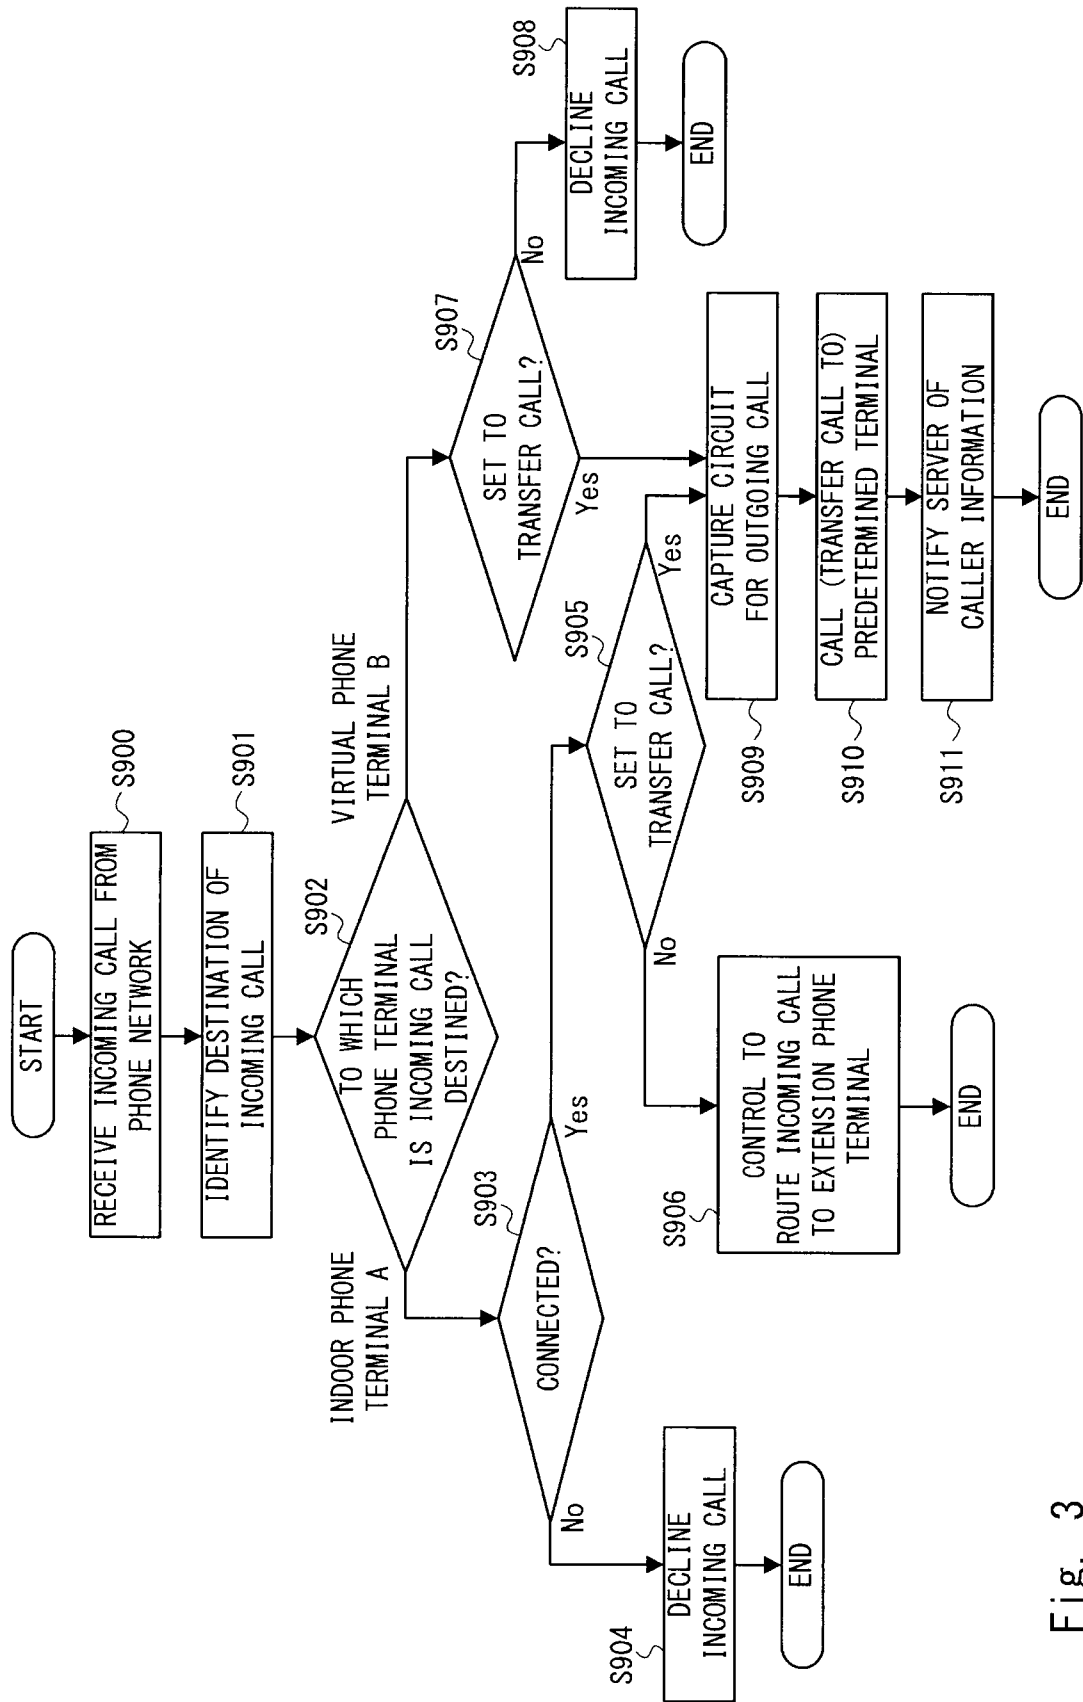 START
S900
RECEIVE INCOMING CALL FROM
PHONE NETWORK
S901
IDENTIFY DESTINATION OF
INCOMING CALL
S902
TO WHICH
PHONE TERMINAL
IS INCOMING CALL
DESTINED?
INDOOR PHONE
TERMINAL A
VIRTUAL PHONE
TERMINAL B
S903
CONNECTED?
No
Yes
S904
DECLINE
INCOMING CALL
END
S905
SET TO
TRANSFER CALL?
No
Yes
S906
CONTROL TO
ROUTE INCOMING CALL
TO EXTENSION PHONE
TERMINAL
END
S907
SET TO
TRANSFER CALL?
Yes
No
S908
DECLINE
INCOMING CALL
END
S909
CAPTURE CIRCUIT
FOR OUTGOING CALL
S910
CALL (TRANSFER CALL TO)
PREDETERMINED TERMINAL
S911
NOTIFY SERVER OF
CALLER INFORMATION
END
Fig. 3